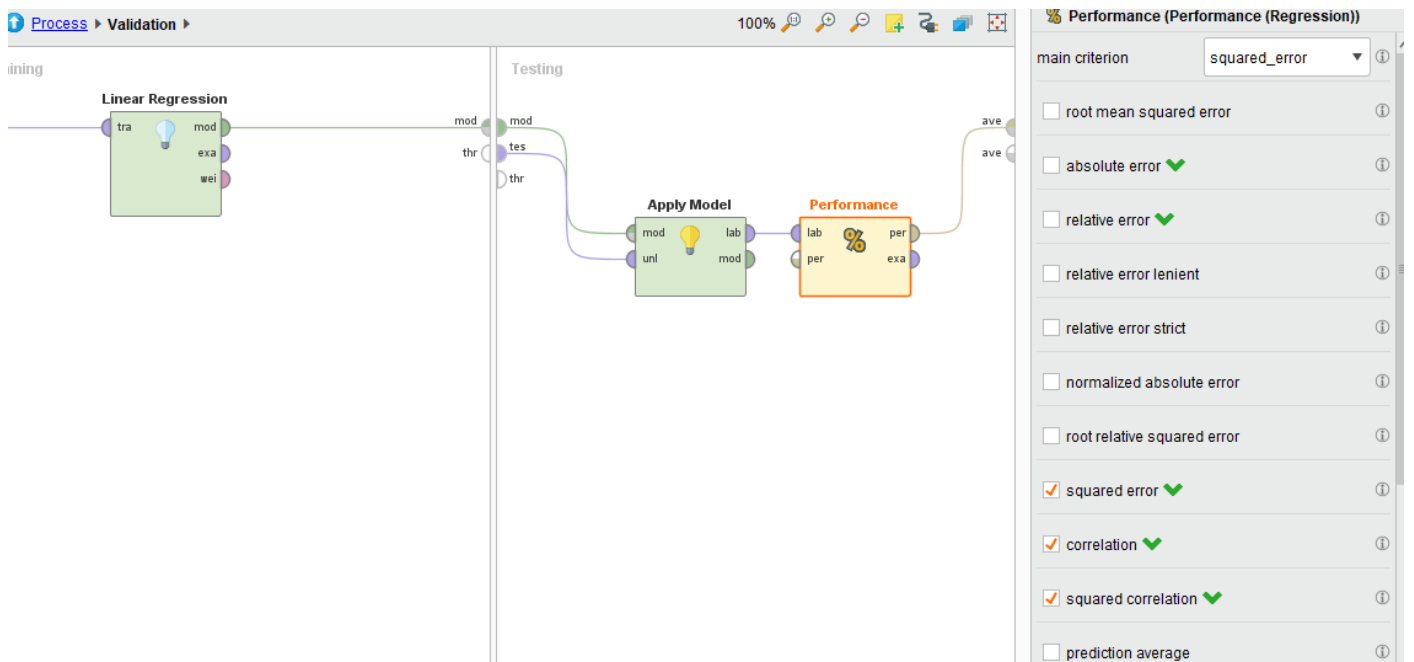 Process Validation
100%
Performance (Performance (Regression))
ining
Testing
Linear Regression
tra
mod
exa
wei
mod
thr
mod
tes
thr
Apply Model
mod
lab
unl
mod
Performance
lab
per
per
exa
ave
ave
main criterion
squared_error
root mean squared error
absolute error
relative error
relative error lenient
relative error strict
normalized absolute error
root relative squared error
squared error
correlation
squared correlation
prediction average